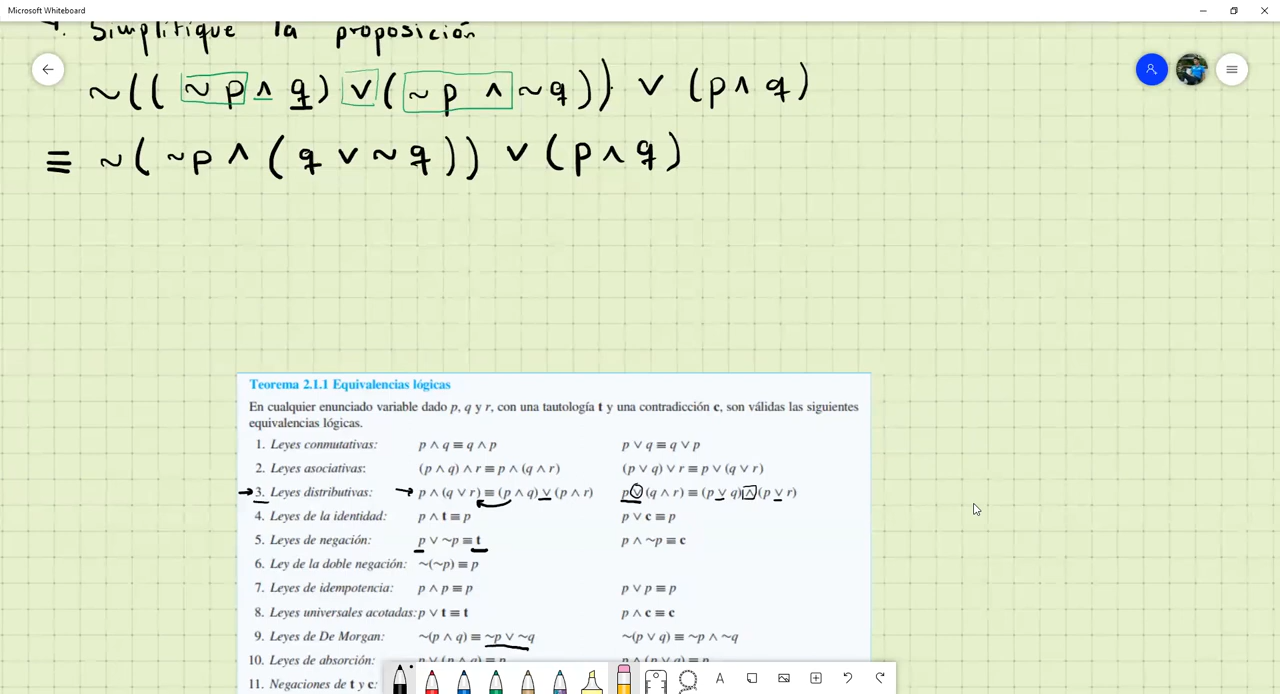 Microsoft Whiteboard
Simplifique la proposición
~((~p ∧ q) ∨ (~p ∧ ~q)) ∨ (p ∧ q)
≡ ~(~p ∧ (q ∨ ~q)) ∨ (p ∧ q)
Teorema 2.1.1 Equivalencias lógicas
En cualquier enunciado variable dado p, q y r, con una tautología t y una contradicción c, son válidas las siguientes
equivalencias lógicas.
1. Leyes conmutativas: p ∧ q ≡ q ∧ p p ∨ q ≡ q ∨ p
2. Leyes asociativas: (p ∧ q) ∧ r ≡ p ∧ (q ∧ r) (p ∨ q) ∨ r ≡ p ∨ (q ∨ r)
3. Leyes distributivas: p ∧ (q ∨ r) ≡ (p ∧ q) ∨ (p ∧ r) p ∨ (q ∧ r) ≡ (p ∨ q) ∧ (p ∨ r)
4. Leyes de la identidad: p ∧ t ≡ p p ∨ c ≡ p
5. Leyes de negación: p ∨ ~p ≡ t p ∧ ~p ≡ c
6. Ley de la doble negación: ~(~p) ≡ p
7. Leyes de idempotencia: p ∧ p ≡ p p ∨ p ≡ p
8. Leyes universales acotadas: p ∨ t ≡ t p ∧ c ≡ c
9. Leyes de De Morgan: ~(p ∧ q) ≡ ~p ∨ ~q ~(p ∨ q) ≡ ~p ∧ ~q
10. Leyes de absorción: p ∨ (p ∧ q) ≡ p p ∧ (p ∨ q) ≡ p
11. Negaciones de t y c: